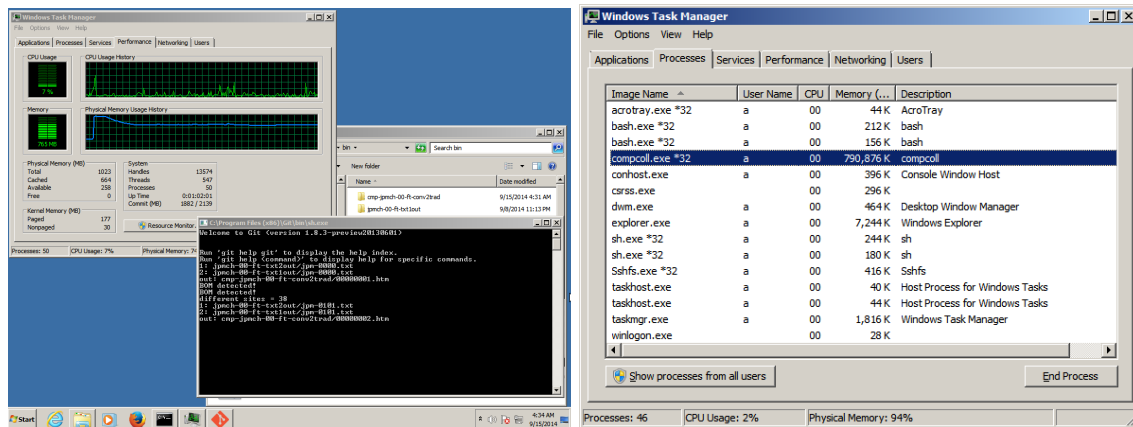 Windows Task Manager
File Options View Help
Applications Processes Services Performance Networking Users
CPU Usage CPU Usage History
7 %
Memory Physical Memory Usage History
765 MB
Physical Memory (MB)
Total 1023
Cached 664
Available 258
Free 0
Kernel Memory (MB)
Paged 177
Nonpaged 30
System
Handles 13574
Threads 547
Processes 50
Up Time 0:01:02:01
Commit (MB) 1882 / 2139
Resource Monitor...
Processes: 50 CPU Usage: 7% Physical Memory: 74
bin Search bin
New folder
Name Date modified
cmp-jpmch-00-ft-conv2trad 9/15/2014 4:31 AM
jpmch-00-ft-txt1out 9/8/2014 11:13 PM
C:\Program Files (x86)\Git\bin\sh.exe
Welcome to Git (version 1.8.3-preview20130601)
Run 'git help git' to display the help index.
Run 'git help <command>' to display help for specific commands.
1: jpmch-00-ft-txt2out/jpm-0000.txt
2: jpmch-00-ft-txt1out/jpm-0000.txt
out: cmp-jpmch-00-ft-conv2trad/00000001.htm
BOM detected!
BOM detected!
different sites = 38
1: jpmch-00-ft-txt2out/jpm-0101.txt
2: jpmch-00-ft-txt1out/jpm-0101.txt
out: cmp-jpmch-00-ft-conv2trad/00000002.htm
Start
4:34 AM
9/15/2014
Windows Task Manager
File Options View Help
Applications Processes Services Performance Networking Users
Image Name User Name CPU Memory (... Description
acrotray.exe *32 a 00 44 K AcroTray
bash.exe *32 a 00 212 K bash
bash.exe *32 a 00 156 K bash
compcoll.exe *32 a 00 790,876 K compcoll
conhost.exe a 00 396 K Console Window Host
csrss.exe 00 296 K
dwm.exe a 00 464 K Desktop Window Manager
explorer.exe a 00 7,244 K Windows Explorer
sh.exe *32 a 00 244 K sh
sh.exe *32 a 00 180 K sh
Sshfs.exe *32 a 00 416 K Sshfs
taskhost.exe a 00 40 K Host Process for Windows Tasks
taskhost.exe a 00 44 K Host Process for Windows Tasks
taskmgr.exe a 00 1,816 K Windows Task Manager
winlogon.exe 00 28 K
Show processes from all users End Process
Processes: 46 CPU Usage: 2% Physical Memory: 94%